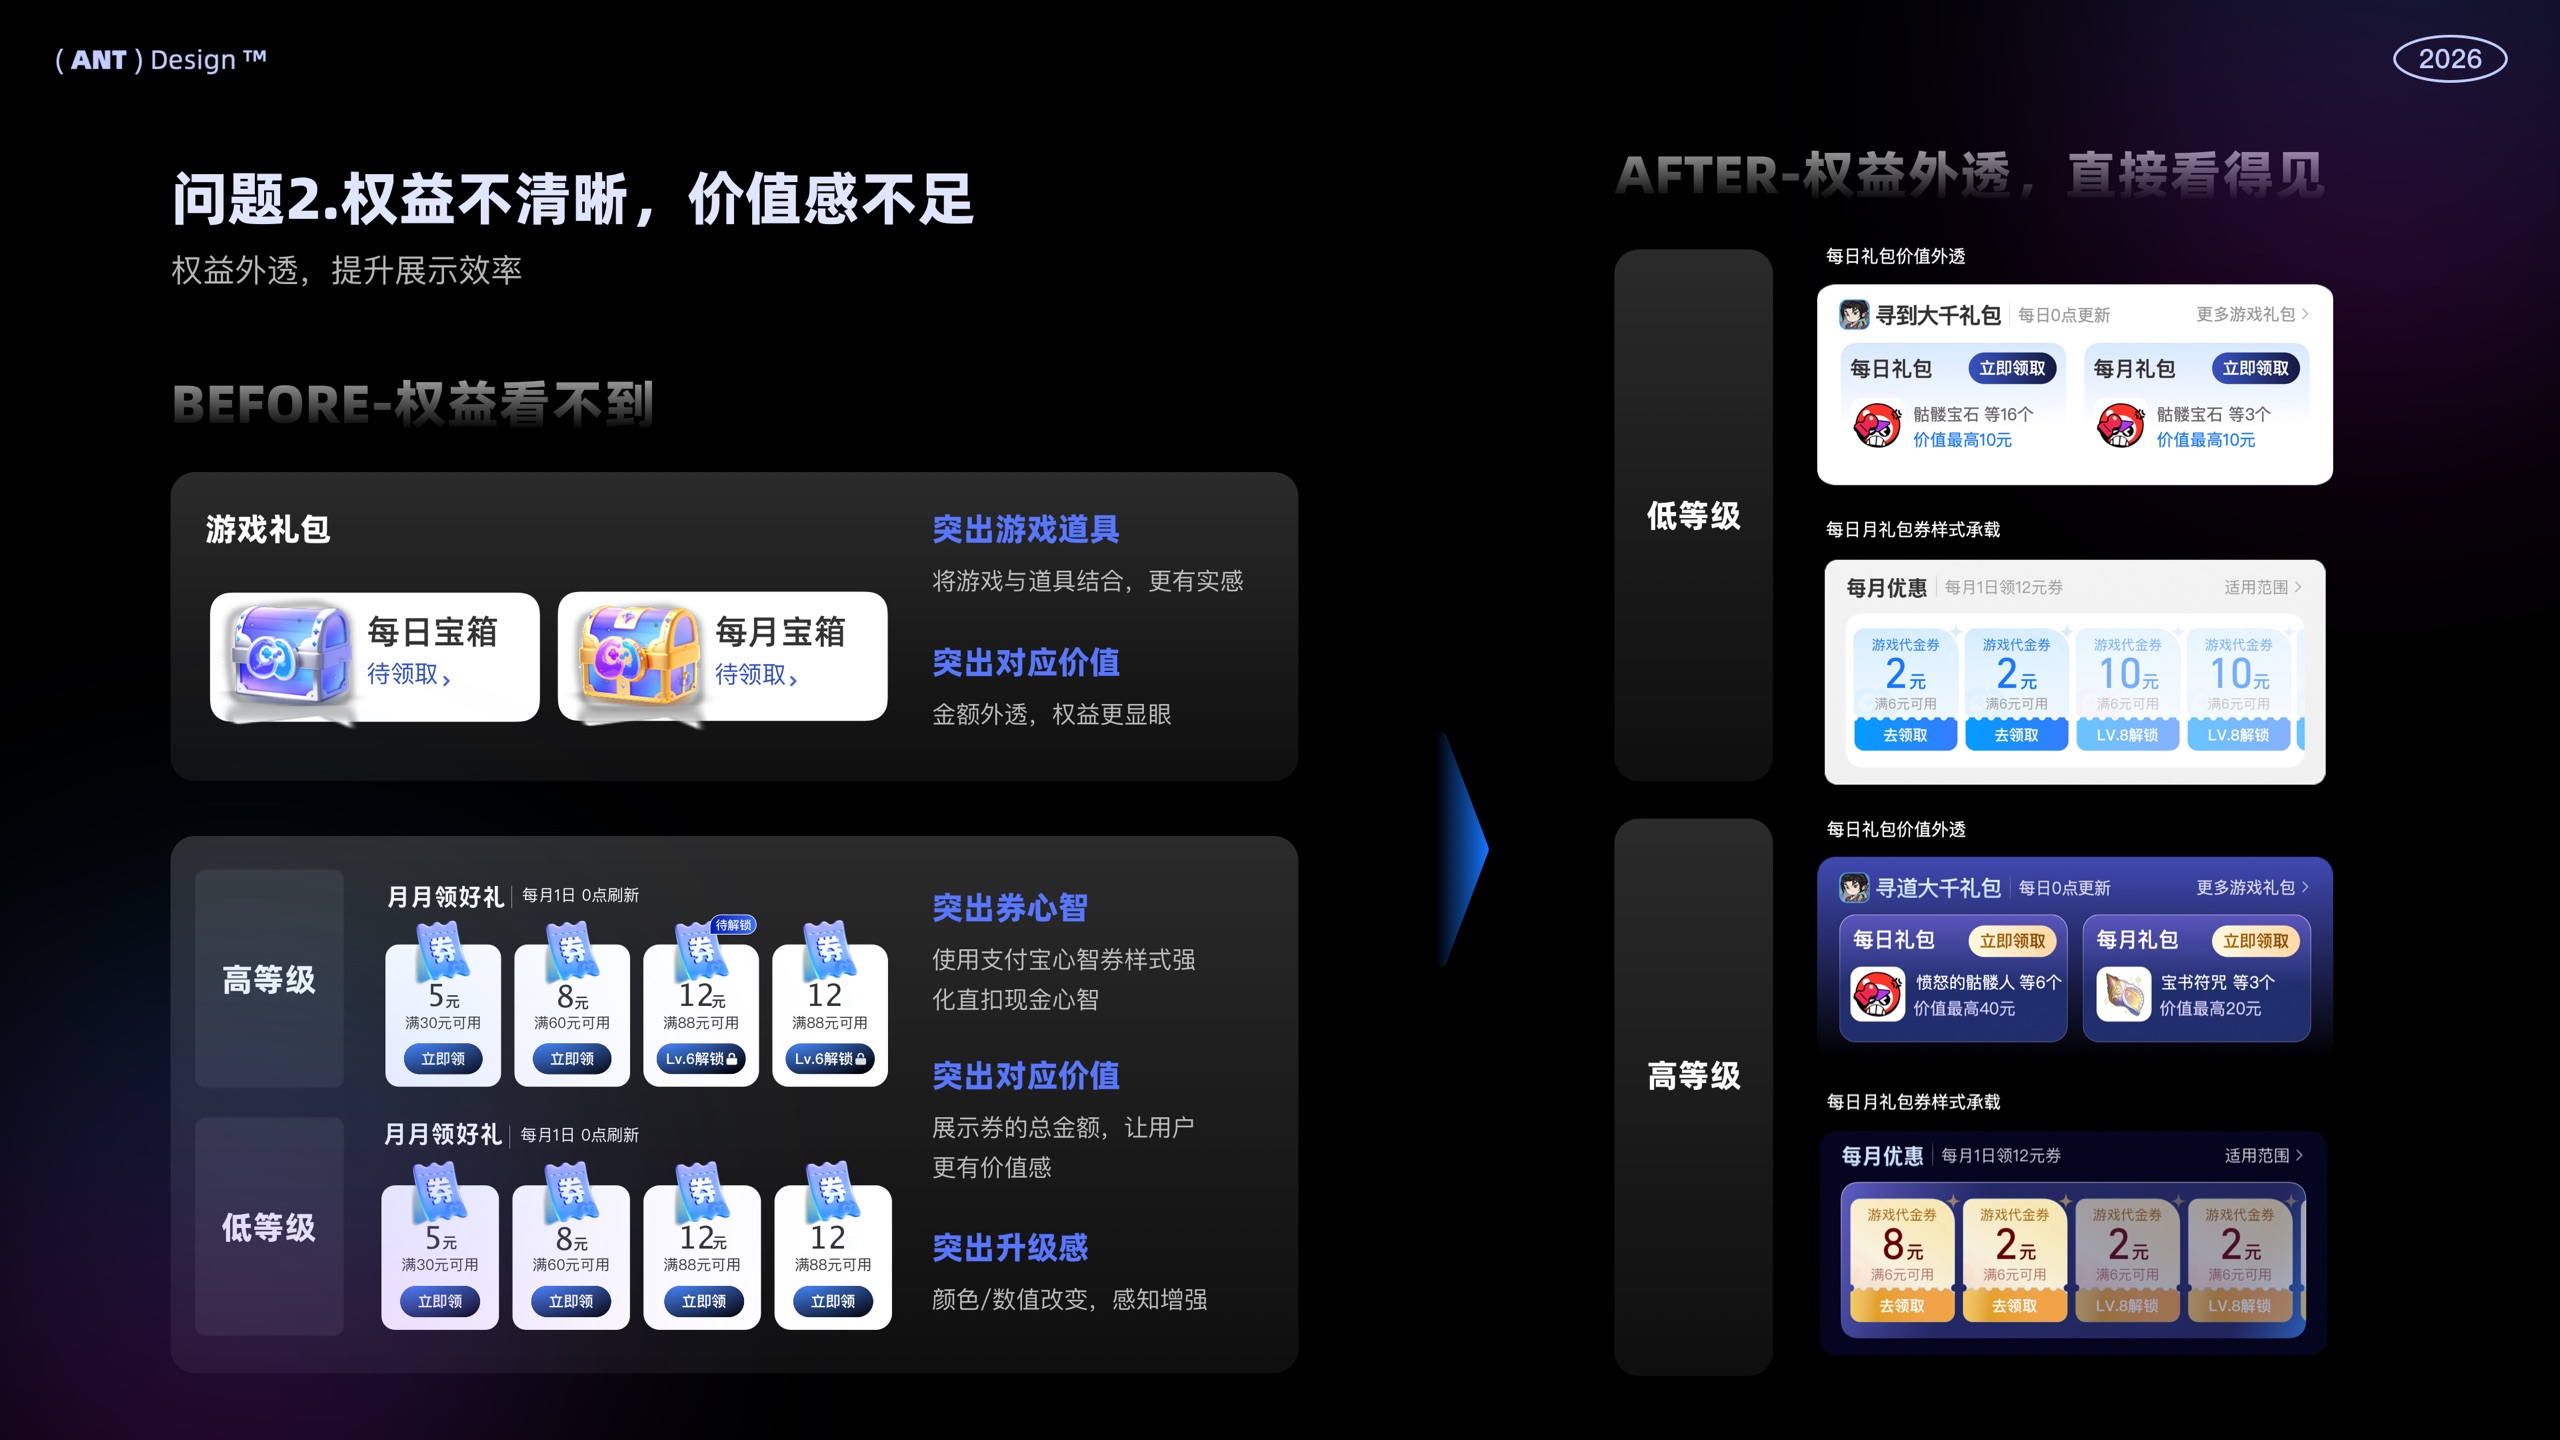 ( ANT ) Design ™
2026
问题2.权益不清晰，价值感不足
权益外透，提升展示效率
BEFORE-权益看不到
游戏礼包
每日宝箱
待领取 ›
每月宝箱
待领取 ›
突出游戏道具
将游戏与道具结合，更有实感
突出对应价值
金额外透，权益更显眼
高等级
月月领好礼 | 每月1日 0点刷新
待解锁
券 券 券 券
5元 8元 12元 12
满30元可用 满60元可用 满88元可用 满88元可用
立即领 立即领 Lv.6解锁 Lv.6解锁
低等级
月月领好礼 | 每月1日 0点刷新
券 券 券 券
5元 8元 12元 12
满30元可用 满60元可用 满88元可用 满88元可用
立即领 立即领 立即领 立即领
突出券心智
使用支付宝心智券样式强
化直扣现金心智
突出对应价值
展示券的总金额，让用户
更有价值感
突出升级感
颜色/数值改变，感知增强
AFTER-权益外透，直接看得见
低等级
每日礼包价值外透
寻到大千礼包 | 每日0点更新 更多游戏礼包 >
每日礼包 立即领取
骷髅宝石 等16个
价值最高10元
每月礼包 立即领取
骷髅宝石 等3个
价值最高10元
每日月礼包券样式承载
每月优惠 | 每月1日领12元券 适用范围 >
游戏代金券 游戏代金券 游戏代金券 游戏代金券
2元 2元 10元 10元
满6元可用 满6元可用 满6元可用 满6元可用
去领取 去领取 LV.8解锁 LV.8解锁
高等级
每日礼包价值外透
寻道大千礼包 | 每日0点更新 更多游戏礼包 >
每日礼包 立即领取
愤怒的骷髅人 等6个
价值最高40元
每月礼包 立即领取
宝书符咒 等3个
价值最高20元
每日月礼包券样式承载
每月优惠 | 每月1日领12元券 适用范围 >
游戏代金券 游戏代金券 游戏代金券 游戏代金券
8元 2元 2元 2元
满6元可用 满6元可用 满6元可用 满6元可用
去领取 去领取 LV.8解锁 LV.8解锁